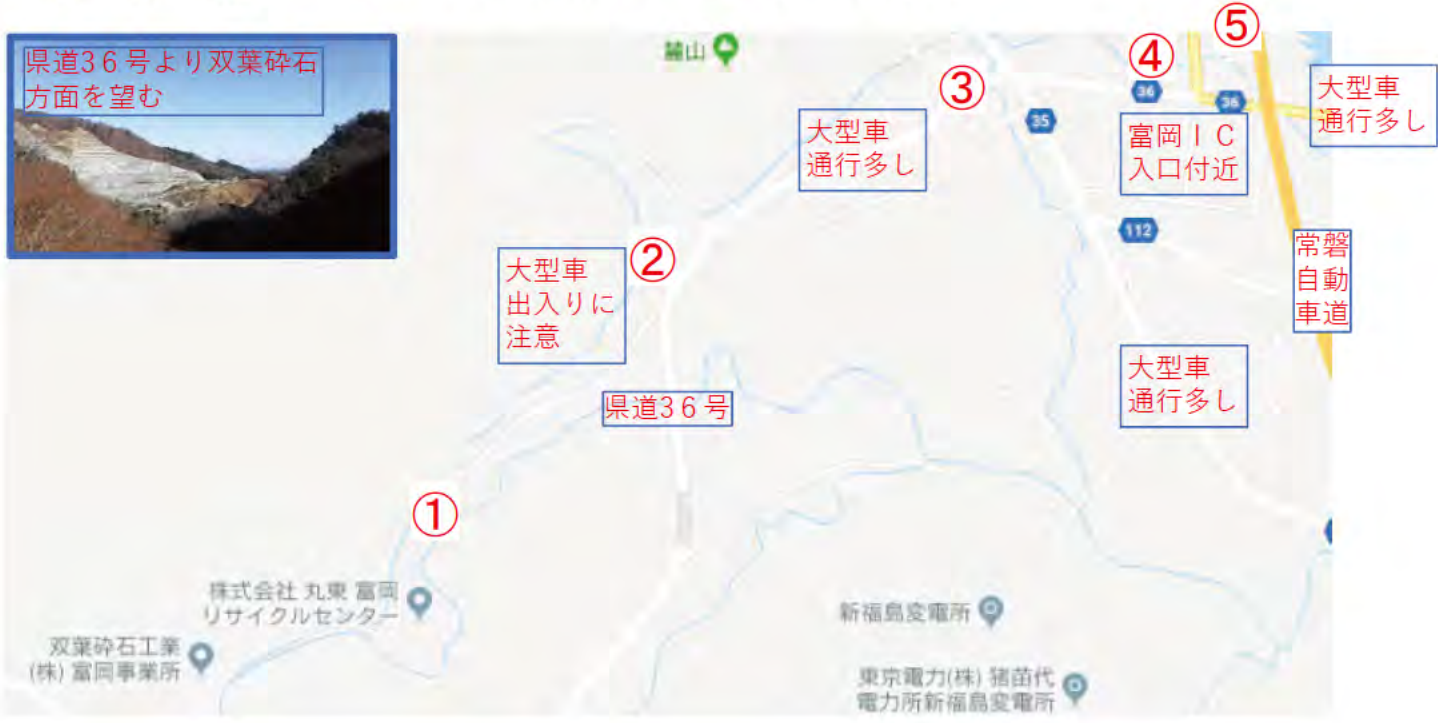 県道36号より双葉砕石
方面を望む
麓山
⑤
④
③
36
36
大型車
通行多し
大型車
通行多し
35
富岡IC
入口付近
112
常磐
自動
車道
②
大型車
出入りに
注意
大型車
通行多し
県道36号
①
株式会社 丸東 富岡
リサイクルセンター
新福島変電所
双葉砕石工業
(株) 富岡事業所
東京電力(株) 猪苗代
電力所新福島変電所